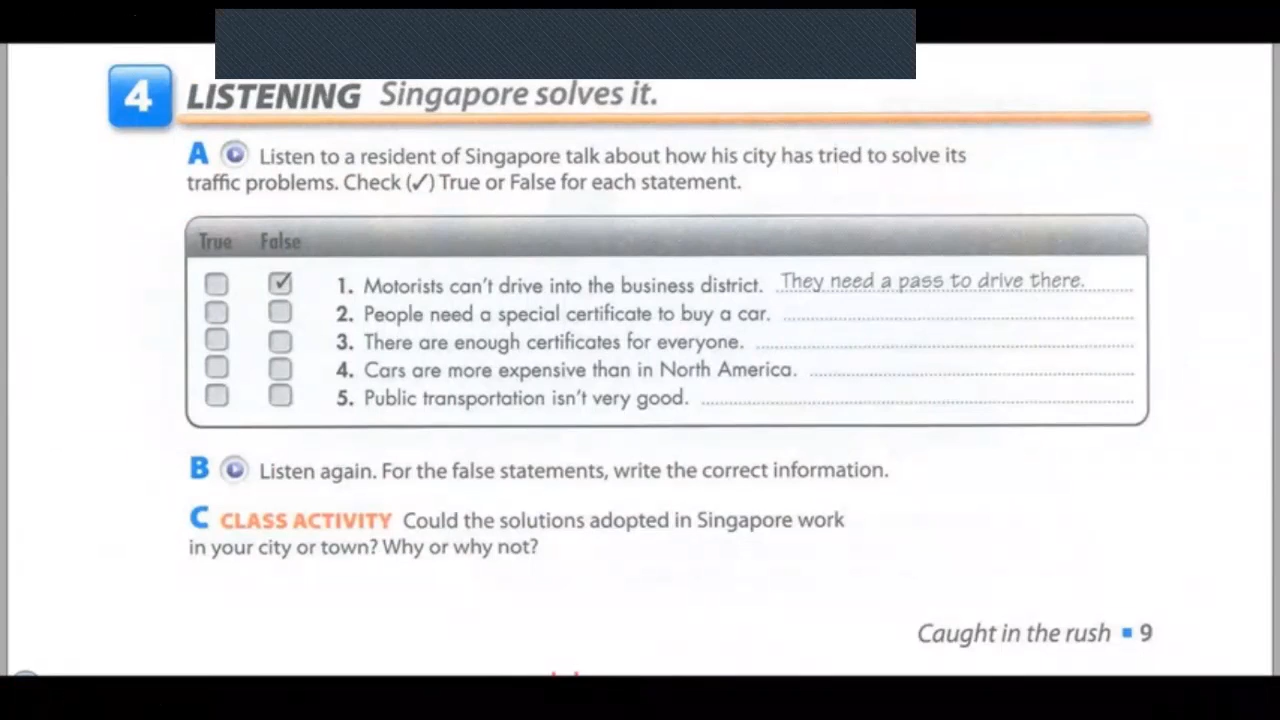 4 LISTENING Singapore solves it.
A Listen to a resident of Singapore talk about how his city has tried to solve its
traffic problems. Check (✓) True or False for each statement.
True False
✓ 1. Motorists can't drive into the business district. They need a pass to drive there.
2. People need a special certificate to buy a car.
3. There are enough certificates for everyone.
4. Cars are more expensive than in North America.
5. Public transportation isn't very good.
B Listen again. For the false statements, write the correct information.
C CLASS ACTIVITY Could the solutions adopted in Singapore work
in your city or town? Why or why not?
Caught in the rush ▪ 9